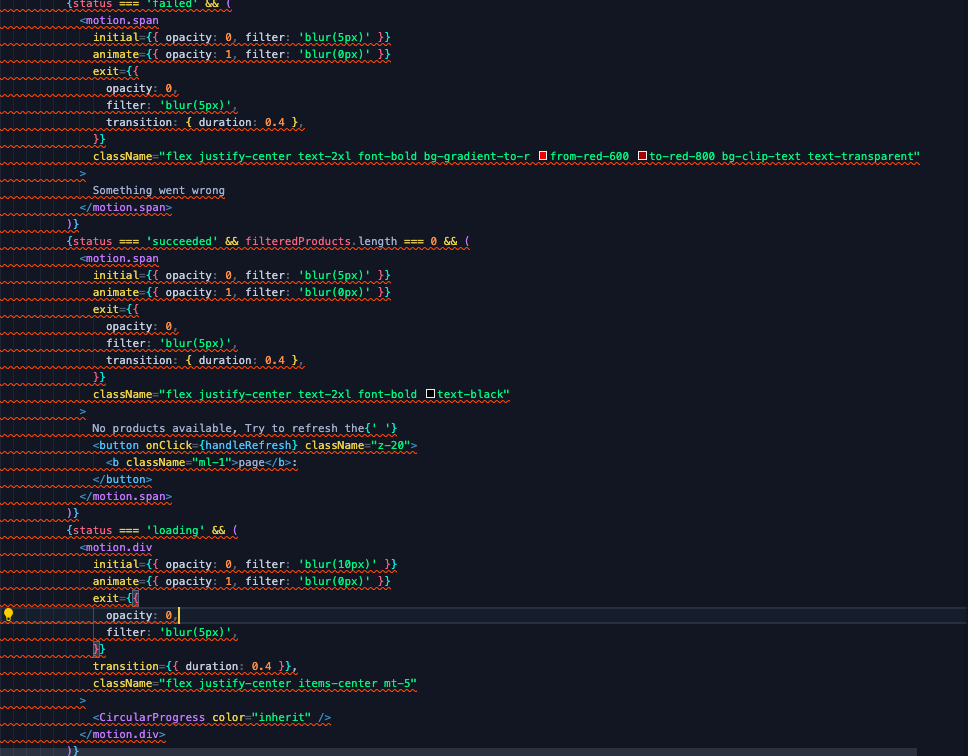 {status === 'failed' && (
<motion.span
initial={{ opacity: 0, filter: 'blur(5px)' }}
animate={{ opacity: 1, filter: 'blur(0px)' }}
exit={{
opacity: 0,
filter: 'blur(5px)',
transition: { duration: 0.4 },
}}
className="flex justify-center text-2xl font-bold bg-gradient-to-r from-red-600 to-red-800 bg-clip-text text-transparent"
>
Something went wrong
</motion.span>
)}
{status === 'succeeded' && filteredProducts.length === 0 && (
<motion.span
initial={{ opacity: 0, filter: 'blur(5px)' }}
animate={{ opacity: 1, filter: 'blur(0px)' }}
exit={{
opacity: 0,
filter: 'blur(5px)',
transition: { duration: 0.4 },
}}
className="flex justify-center text-2xl font-bold text-black"
>
No products available, Try to refresh the{' '}
<button onClick={handleRefresh} className="z-20">
<b className="ml-1">page</b>:
</button>
</motion.span>
)}
{status === 'loading' && (
<motion.div
initial={{ opacity: 0, filter: 'blur(10px)' }}
animate={{ opacity: 1, filter: 'blur(0px)' }}
exit={{
opacity: 0,
filter: 'blur(5px)',
}}
transition={{ duration: 0.4 }},
className="flex justify-center items-center mt-5"
>
<CircularProgress color="inherit" />
</motion.div>
)}